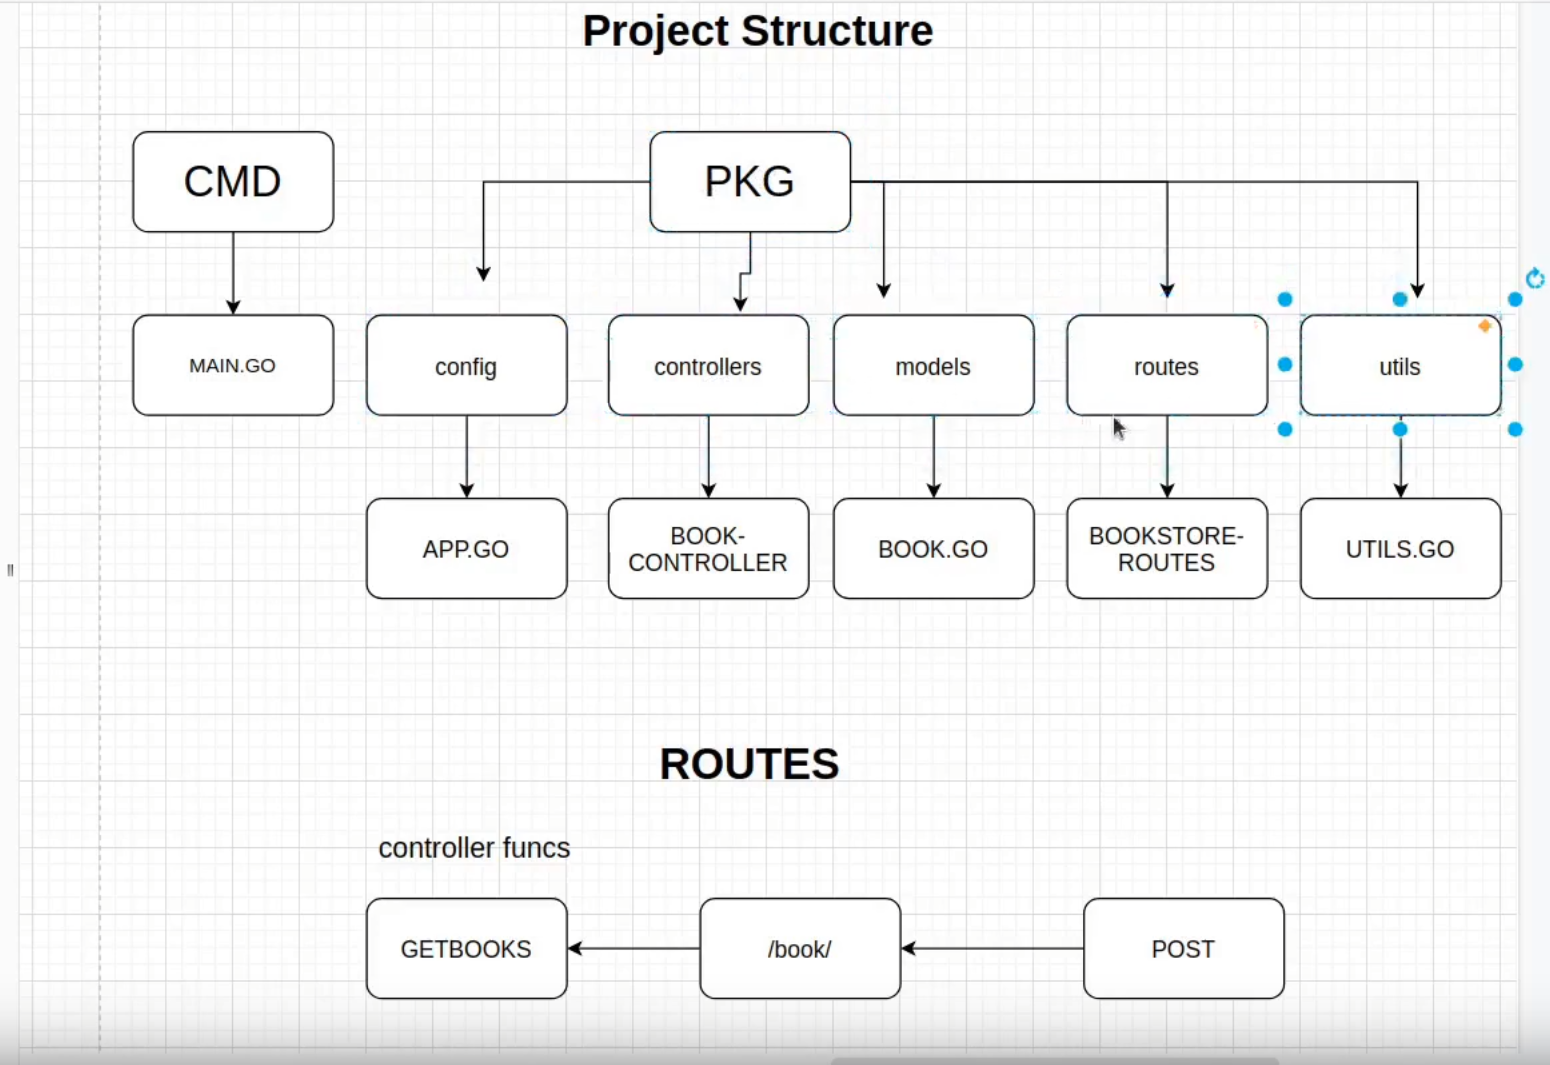 Project Structure
CMD
PKG
MAIN.GO
config
controllers
models
routes
utils
APP.GO
BOOK-
CONTROLLER
BOOK.GO
BOOKSTORE-
ROUTES
UTILS.GO
ROUTES
controller funcs
GETBOOKS
/book/
POST